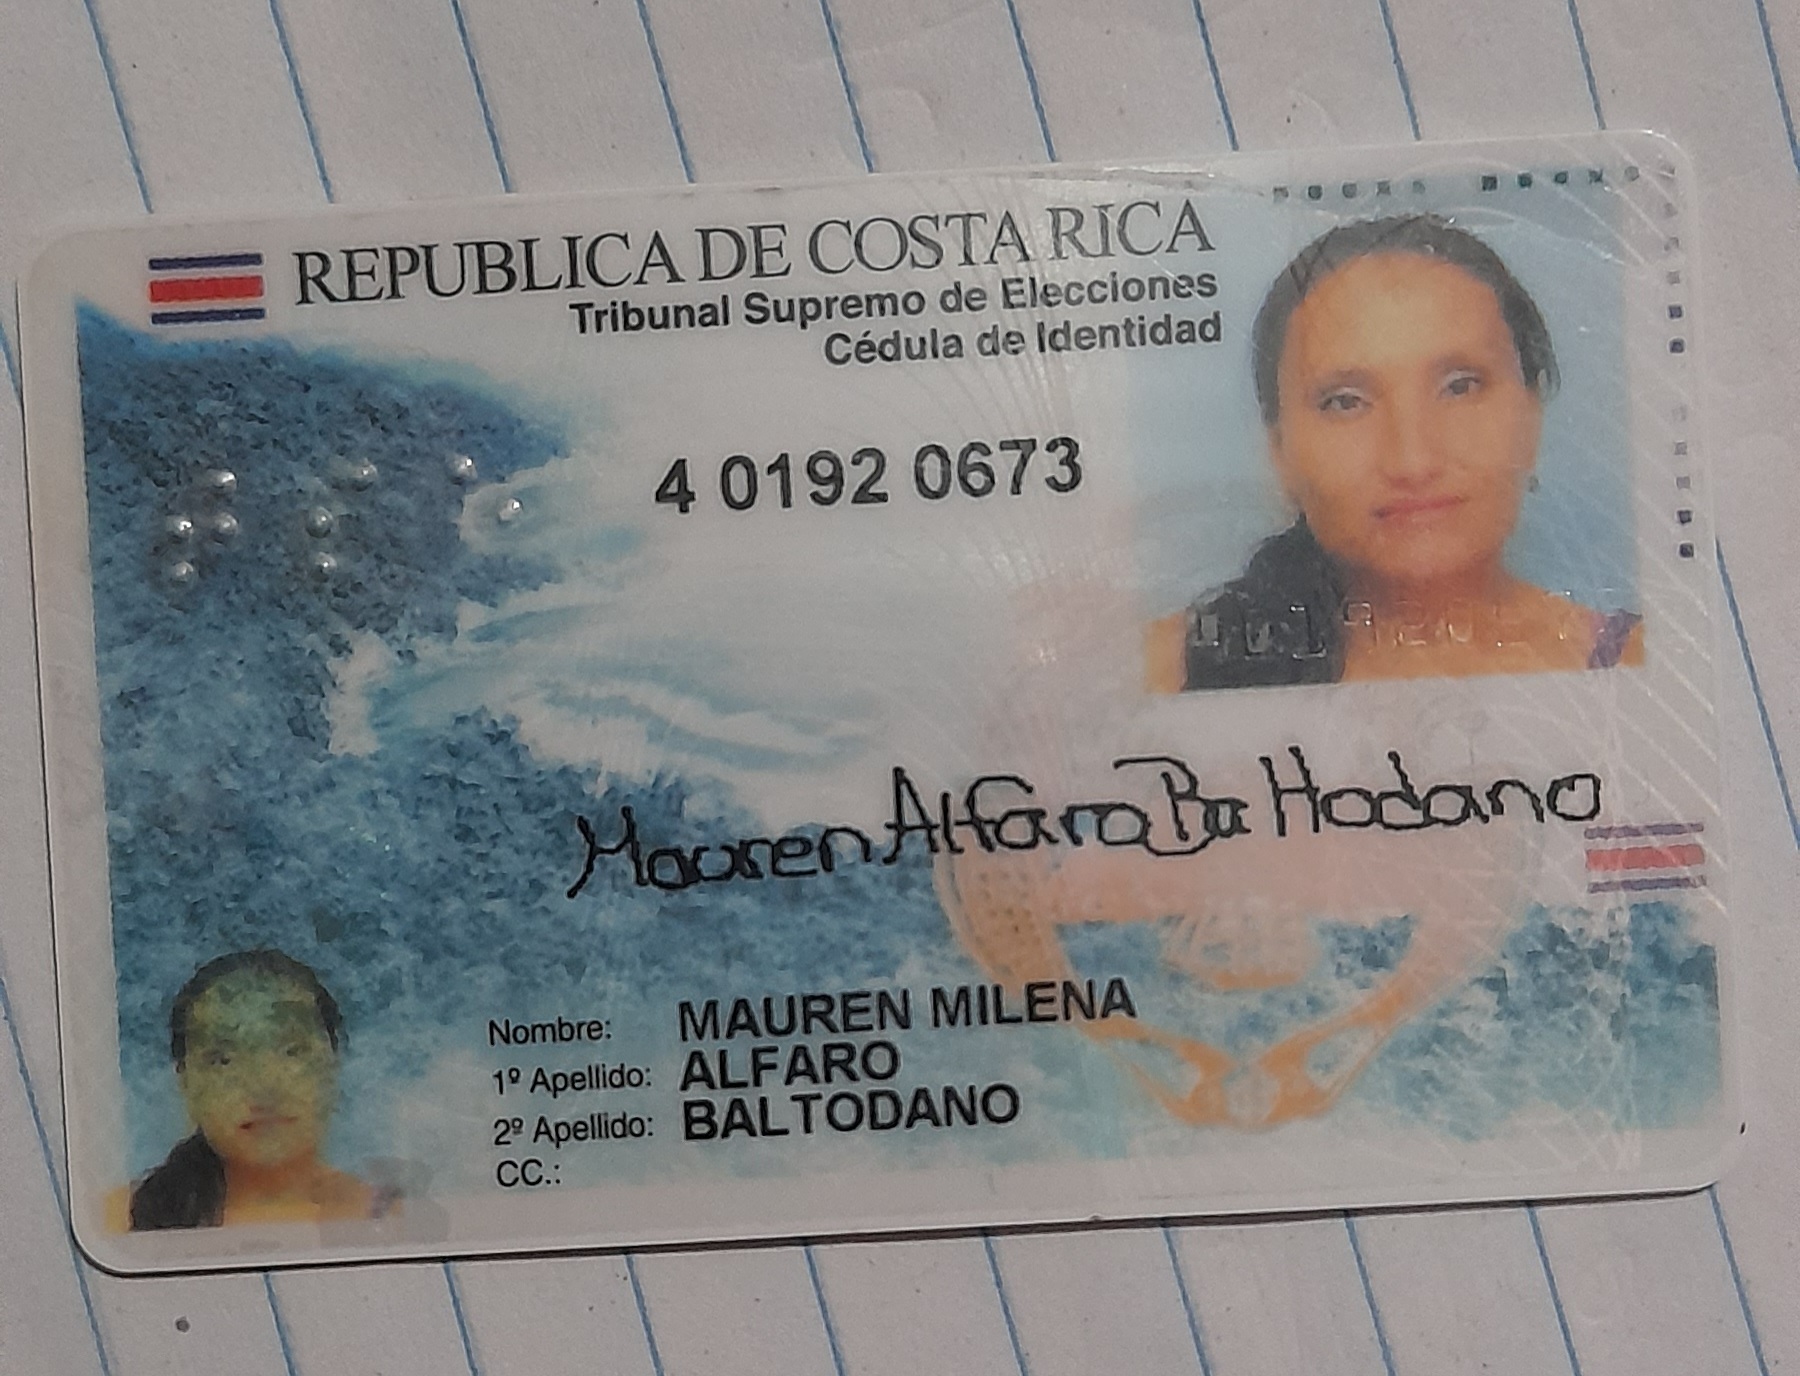 REPUBLICA DE COSTA RICA
Tribunal Supremo de Elecciones
Cédula de Identidad
4 0192 0673
Mauren Alfaro Baltodano
Nombre: MAUREN MILENA
1º Apellido: ALFARO
2º Apellido: BALTODANO
CC.: